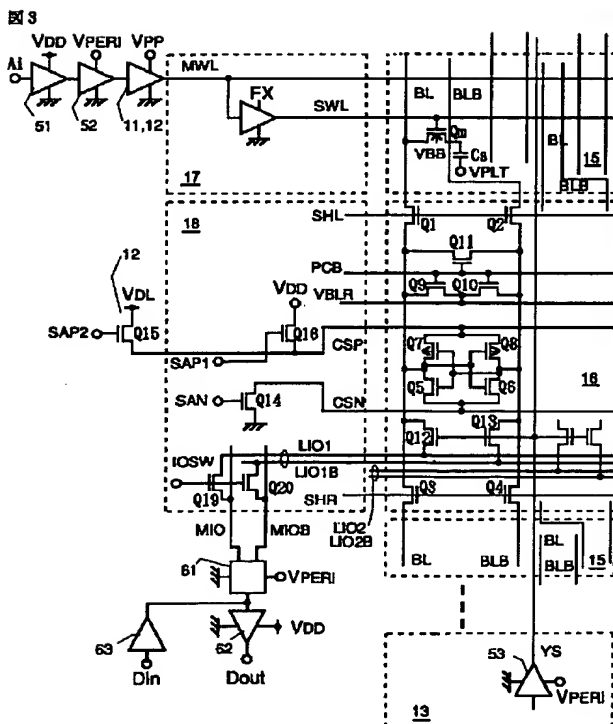 図3
VDD VPERI VPP
Ai
51 52 11,12
MWL
FX
SWL
17
BL BLB
Qm
VBB Cs
VPLT
BL
15
BLB
18
SHL
Q1 Q2
Q11
PCB
Q9 Q10
VBLR
12
VDL
SAP2 Q15
VDD
Q16
SAP1
CSP
Q7 Q8
Q5 Q6
16
SAN Q14
CSN
Q12 Q13
LIO1
LIO1B
IOSW
Q19 Q20
SHR
Q3 Q4
MIO MIOB
LIO2
LIO2B
BL BLB
BL 15
BLB
61
VPERI
63 62
VDD
Din Dout
53 YS
VPERI
13